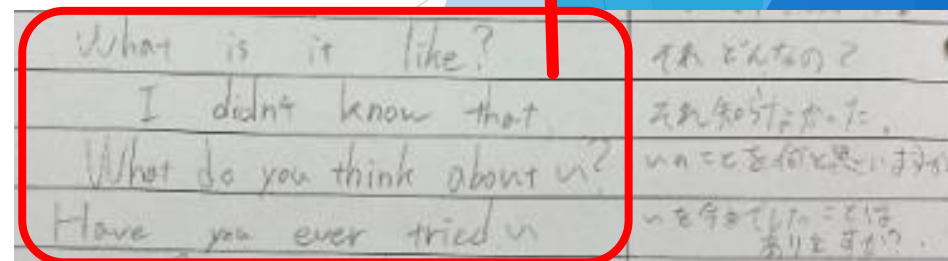 What is it like? それ どんなの?
I didn't know that. それ知らなかった.
What do you think about 〜? 〜のことを何と思いますか
Have you ever tried 〜 〜を今までしたことは
ありますか?